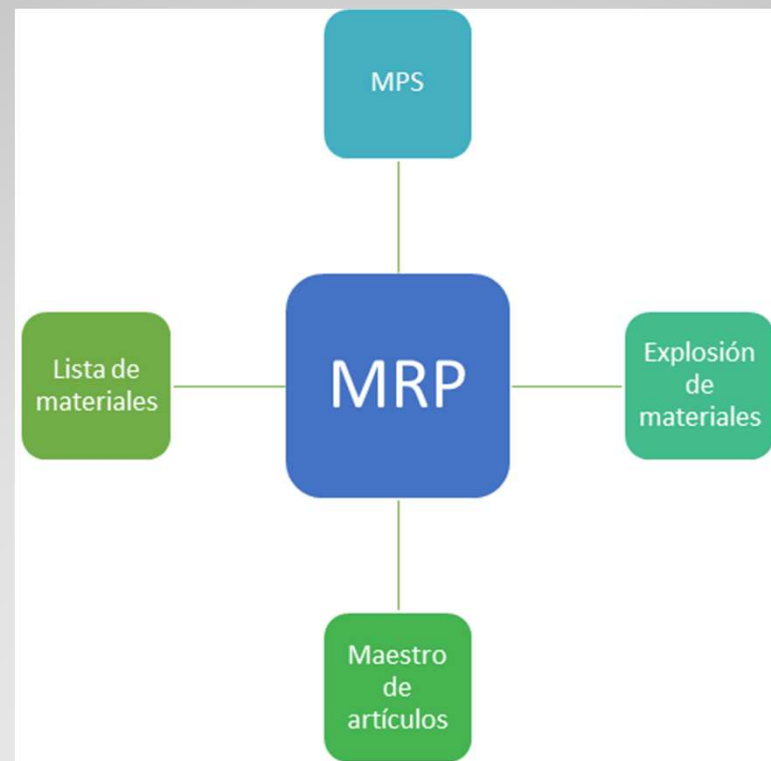 MPS
Lista de
materiales
MRP
Explosión
de
materiales
Maestro
de
artículos